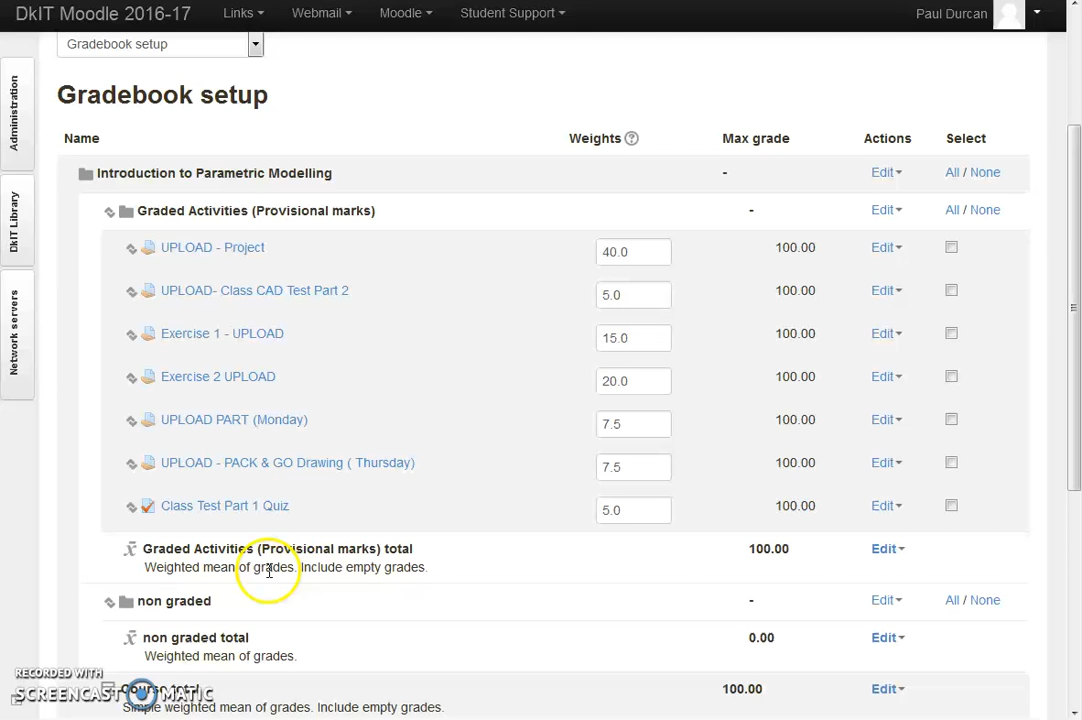 DkIT Moodle 2016-17 Links Webmail Moodle Student Support Paul Durcan
Gradebook setup
Administration
DkIT Library
Network servers
Gradebook setup
Name Weights ? Max grade Actions Select
Introduction to Parametric Modelling - Edit All / None
Graded Activities (Provisional marks) - Edit All / None
UPLOAD - Project 40.0 100.00 Edit
UPLOAD- Class CAD Test Part 2 5.0 100.00 Edit
Exercise 1 - UPLOAD 15.0 100.00 Edit
Exercise 2 UPLOAD 20.0 100.00 Edit
UPLOAD PART (Monday) 7.5 100.00 Edit
UPLOAD - PACK & GO Drawing ( Thursday) 7.5 100.00 Edit
Class Test Part 1 Quiz 5.0 100.00 Edit
Graded Activities (Provisional marks) total 100.00 Edit
Weighted mean of grades. Include empty grades.
non graded - Edit All / None
non graded total 0.00 Edit
Weighted mean of grades.
Course total 100.00 Edit
Simple weighted mean of grades. Include empty grades.
RECORDED WITH
SCREENCAST MATIC